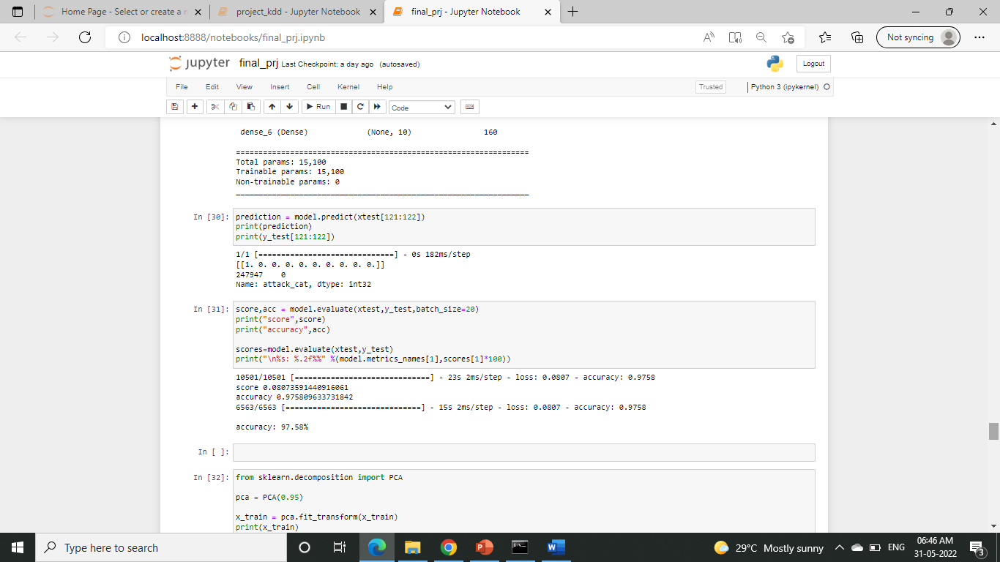 Home Page - Select or create a n
project_kdd - Jupyter Notebook
final_prj - Jupyter Notebook
localhost:8888/notebooks/final_prj.ipynb
Not syncing
jupyter final_prj Last Checkpoint: a day ago (autosaved)
Logout
File Edit View Insert Cell Kernel Help
Trusted
Python 3 (ipykernel)
Run
Code
dense_6 (Dense) (None, 10) 160
=================================================================
Total params: 15,100
Trainable params: 15,100
Non-trainable params: 0
_________________________________________________________________
In [30]: prediction = model.predict(xtest[121:122])
print(prediction)
print(y_test[121:122])
1/1 [==============================] - 0s 182ms/step
[[1. 0. 0. 0. 0. 0. 0. 0. 0. 0.]]
247947 0
Name: attack_cat, dtype: int32
In [31]: score,acc = model.evaluate(xtest,y_test,batch_size=20)
print("score",score)
print("accuracy",acc)
scores=model.evaluate(xtest,y_test)
print("\n%s: %.2f%%" %(model.metrics_names[1],scores[1]*100))
10501/10501 [==============================] - 23s 2ms/step - loss: 0.0807 - accuracy: 0.9758
score 0.08073591440916061
accuracy 0.975809633731842
6563/6563 [==============================] - 15s 2ms/step - loss: 0.0807 - accuracy: 0.9758
accuracy: 97.58%
In [ ]:
In [32]: from sklearn.decomposition import PCA
pca = PCA(0.95)
x_train = pca.fit_transform(x_train)
print(x_train)
Type here to search
29°C Mostly sunny
ENG
06:46 AM
31-05-2022
3